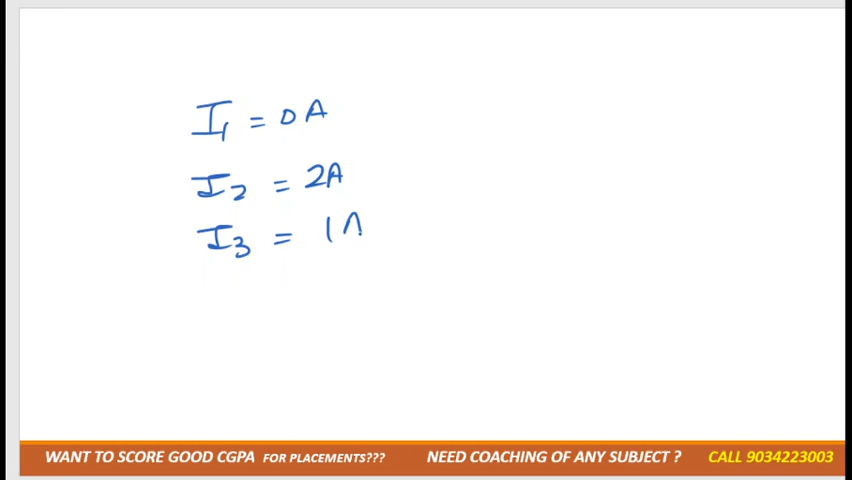 I1 = 0 A
I2 = 2A
I3 = 1A
WANT TO SCORE GOOD CGPA FOR PLACEMENTS??? NEED COACHING OF ANY SUBJECT ? CALL 9034223003